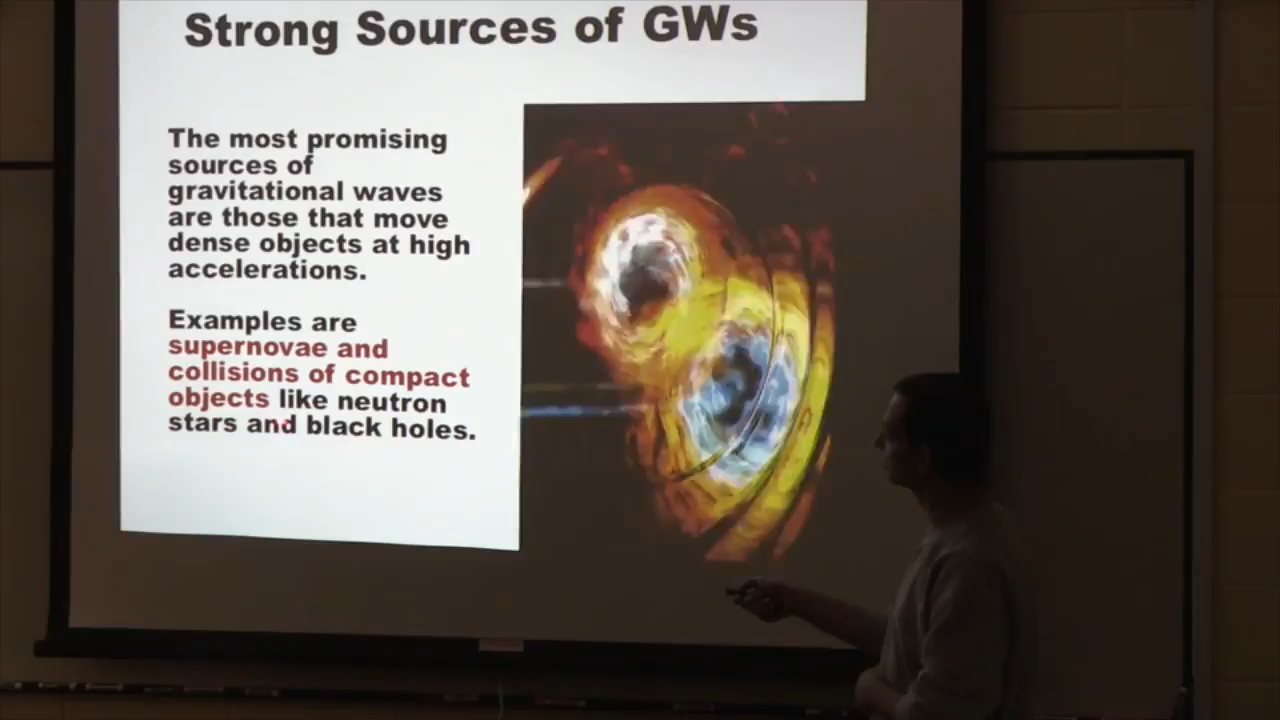 Strong Sources of GWs
The most promising
sources of
gravitational waves
are those that move
dense objects at high
accelerations.
Examples are
supernovae and
collisions of compact
objects like neutron
stars and black holes.